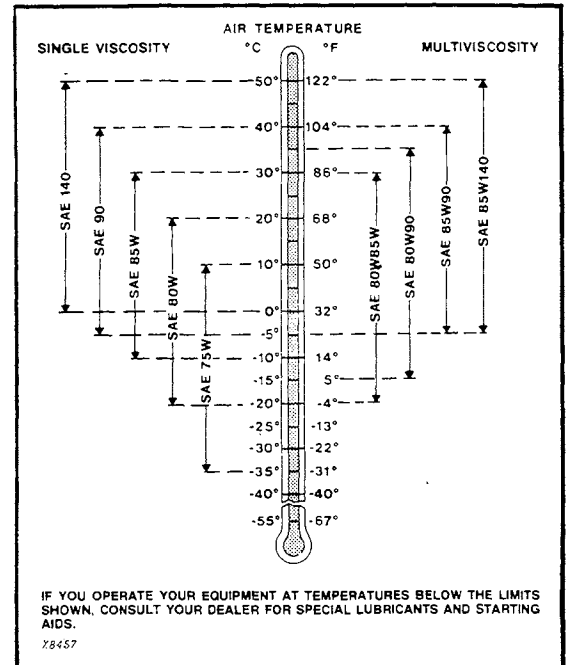 AIR TEMPERATURE
SINGLE VISCOSITY °C °F MULTIVISCOSITY
50° 122°
40° 104°
30° 86°
20° 68°
10° 50°
0° 32°
-5°
-10° 14°
-15° 5°
-20° -4°
-25° -13°
-30° -22°
-35° -31°
-40° -40°
-55° -67°
SAE 140
SAE 90
SAE 85W
SAE 80W
SAE 75W
SAE 80W85W
SAE 80W90
SAE 85W90
SAE 85W140
IF YOU OPERATE YOUR EQUIPMENT AT TEMPERATURES BELOW THE LIMITS
SHOWN, CONSULT YOUR DEALER FOR SPECIAL LUBRICANTS AND STARTING
AIDS.